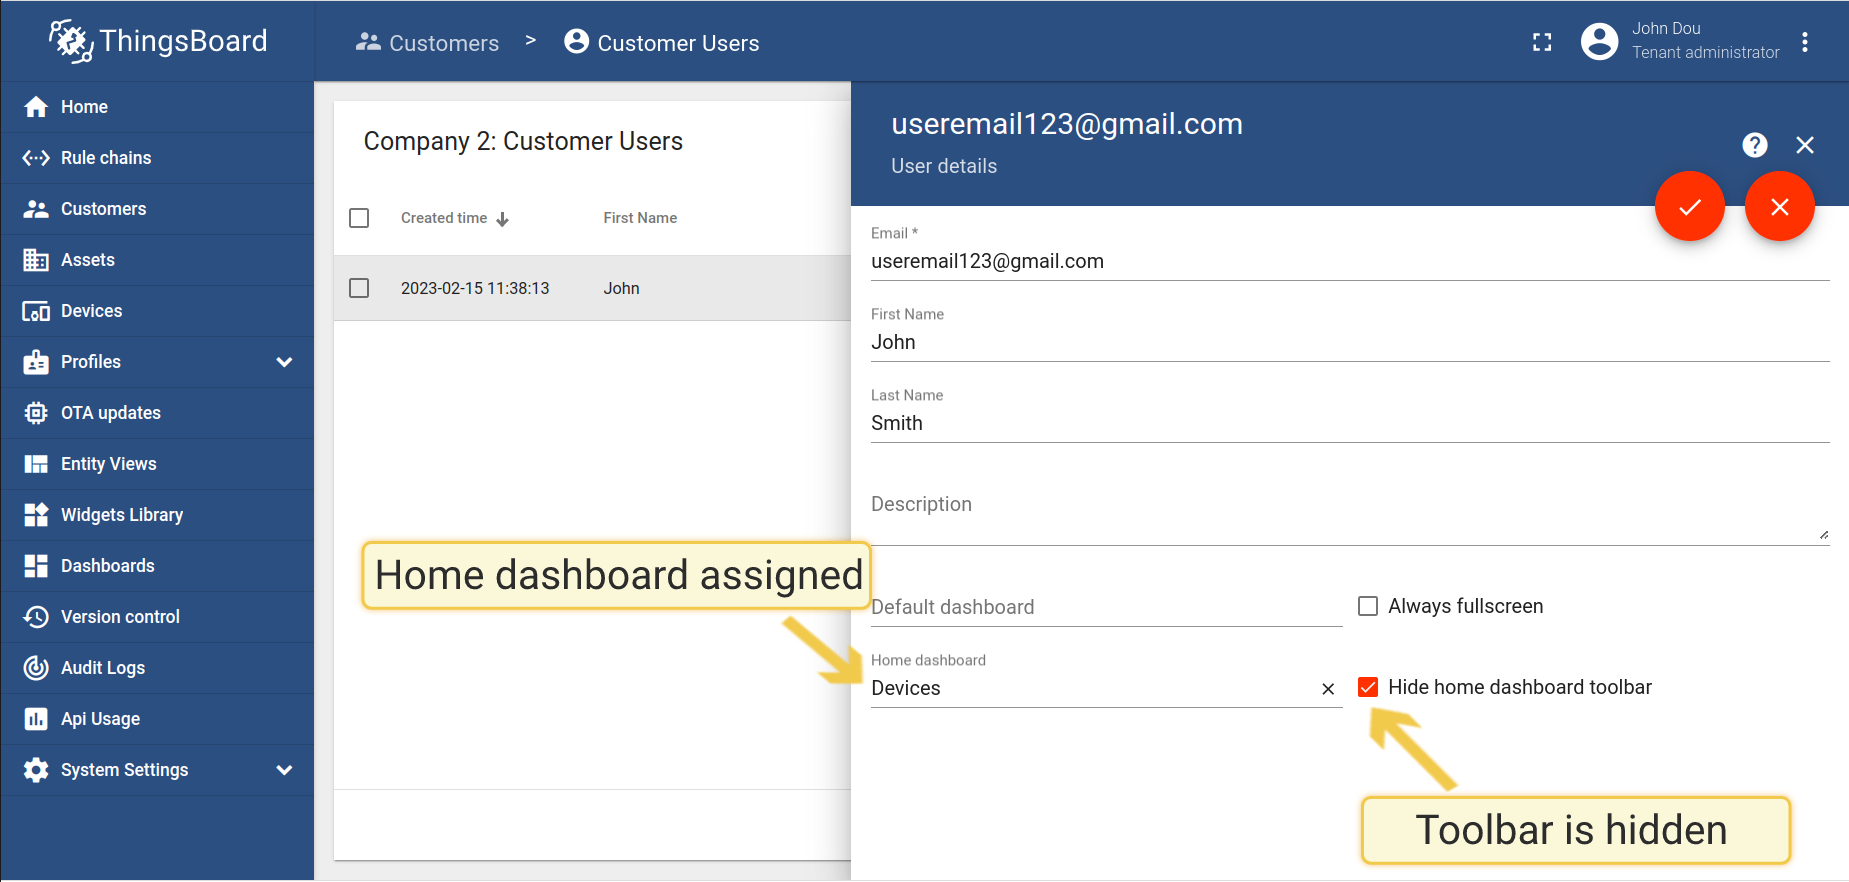 ThingsBoard
Customers > Customer Users
John Dou
Tenant administrator
Home
Rule chains
Customers
Assets
Devices
Profiles
OTA updates
Entity Views
Widgets Library
Dashboards
Version control
Audit Logs
Api Usage
System Settings
Company 2: Customer Users
Created time First Name
2023-02-15 11:38:13 John
useremail123@gmail.com
User details
Email *
useremail123@gmail.com
First Name
John
Last Name
Smith
Description
Home dashboard assigned
Default dashboard Always fullscreen
Home dashboard
Devices Hide home dashboard toolbar
Toolbar is hidden